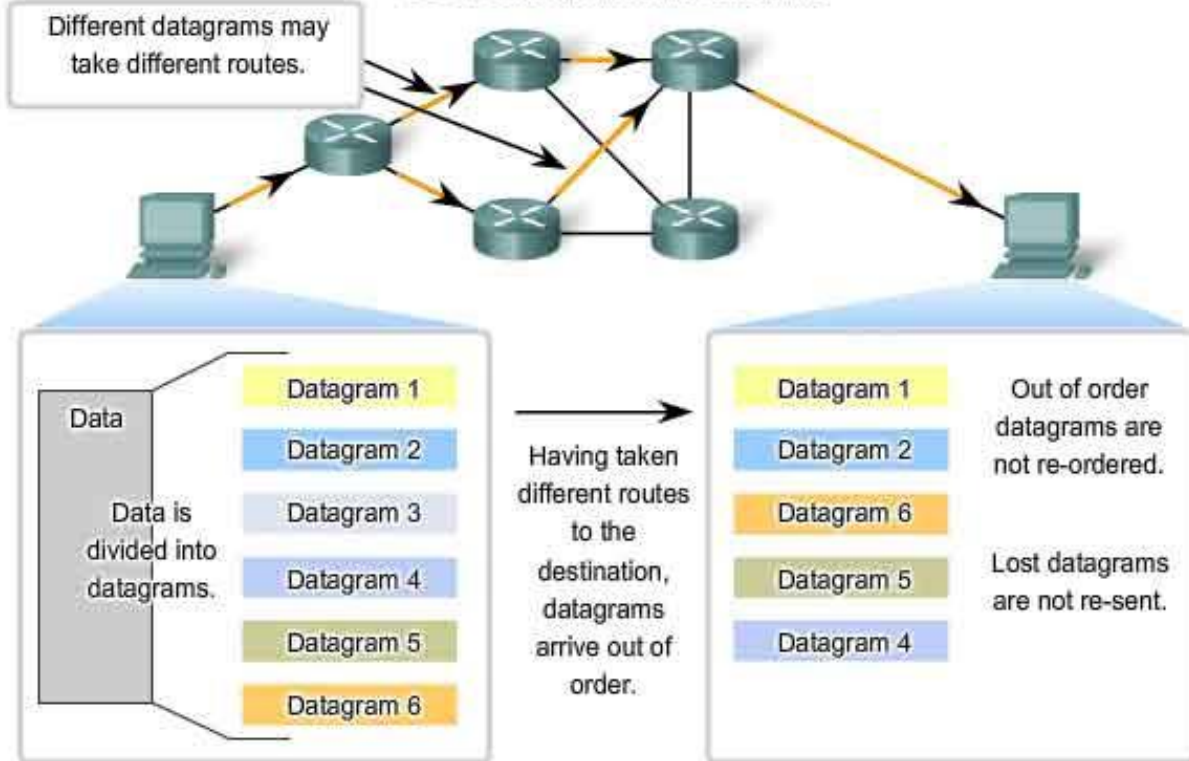 Different datagrams may
take different routes.
Data
Data is
divided into
datagrams.
Datagram 1
Datagram 2
Datagram 3
Datagram 4
Datagram 5
Datagram 6
Having taken
different routes
to the
destination,
datagrams
arrive out of
order.
Datagram 1
Datagram 2
Datagram 6
Datagram 5
Datagram 4
Out of order
datagrams are
not re-ordered.
Lost datagrams
are not re-sent.